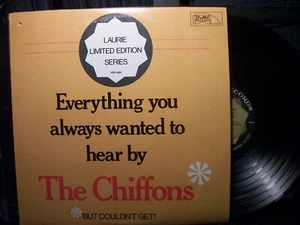 LAURIE
LIMITED EDITION
SERIES
Everything you
always wanted to
hear by
The Chiffons*
*BUT COULDN'T GET!